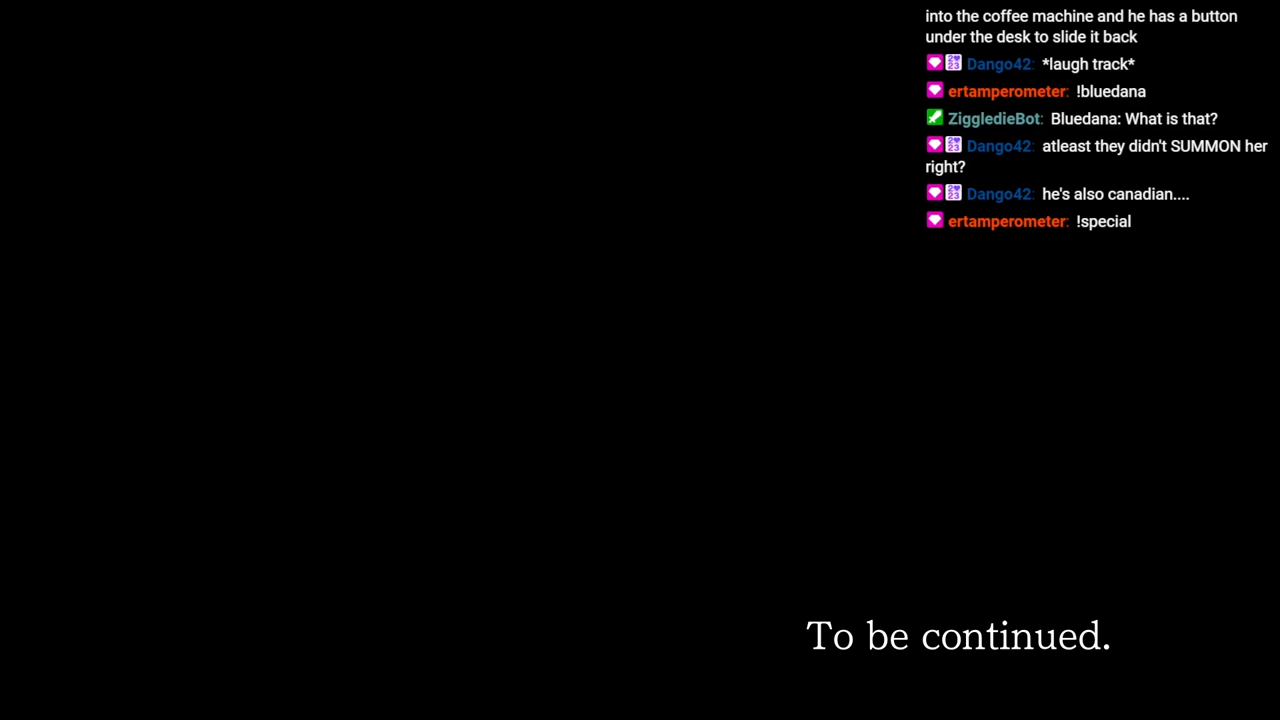 into the coffee machine and he has a button
under the desk to slide it back
Dango42: *laugh track*
ertamperometer: !bluedana
ZiggledieBot: Bluedana: What is that?
Dango42: atleast they didn't SUMMON her
right?
Dango42: he's also canadian....
ertamperometer: !special
To be continued.